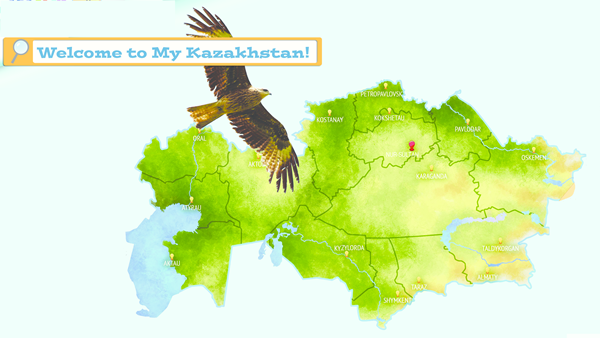 Welcome to My Kazakhstan!
PETROPAVLOVSK
KOSTANAY
KOKSHETAU
PAVLODAR
ORAL
OSKEMEN
KARAGANDA
ATYRAU
KYZYLORDA
TALDYKORGAN
AKTAU
ALMATY
TARAZ
SHYMKENT